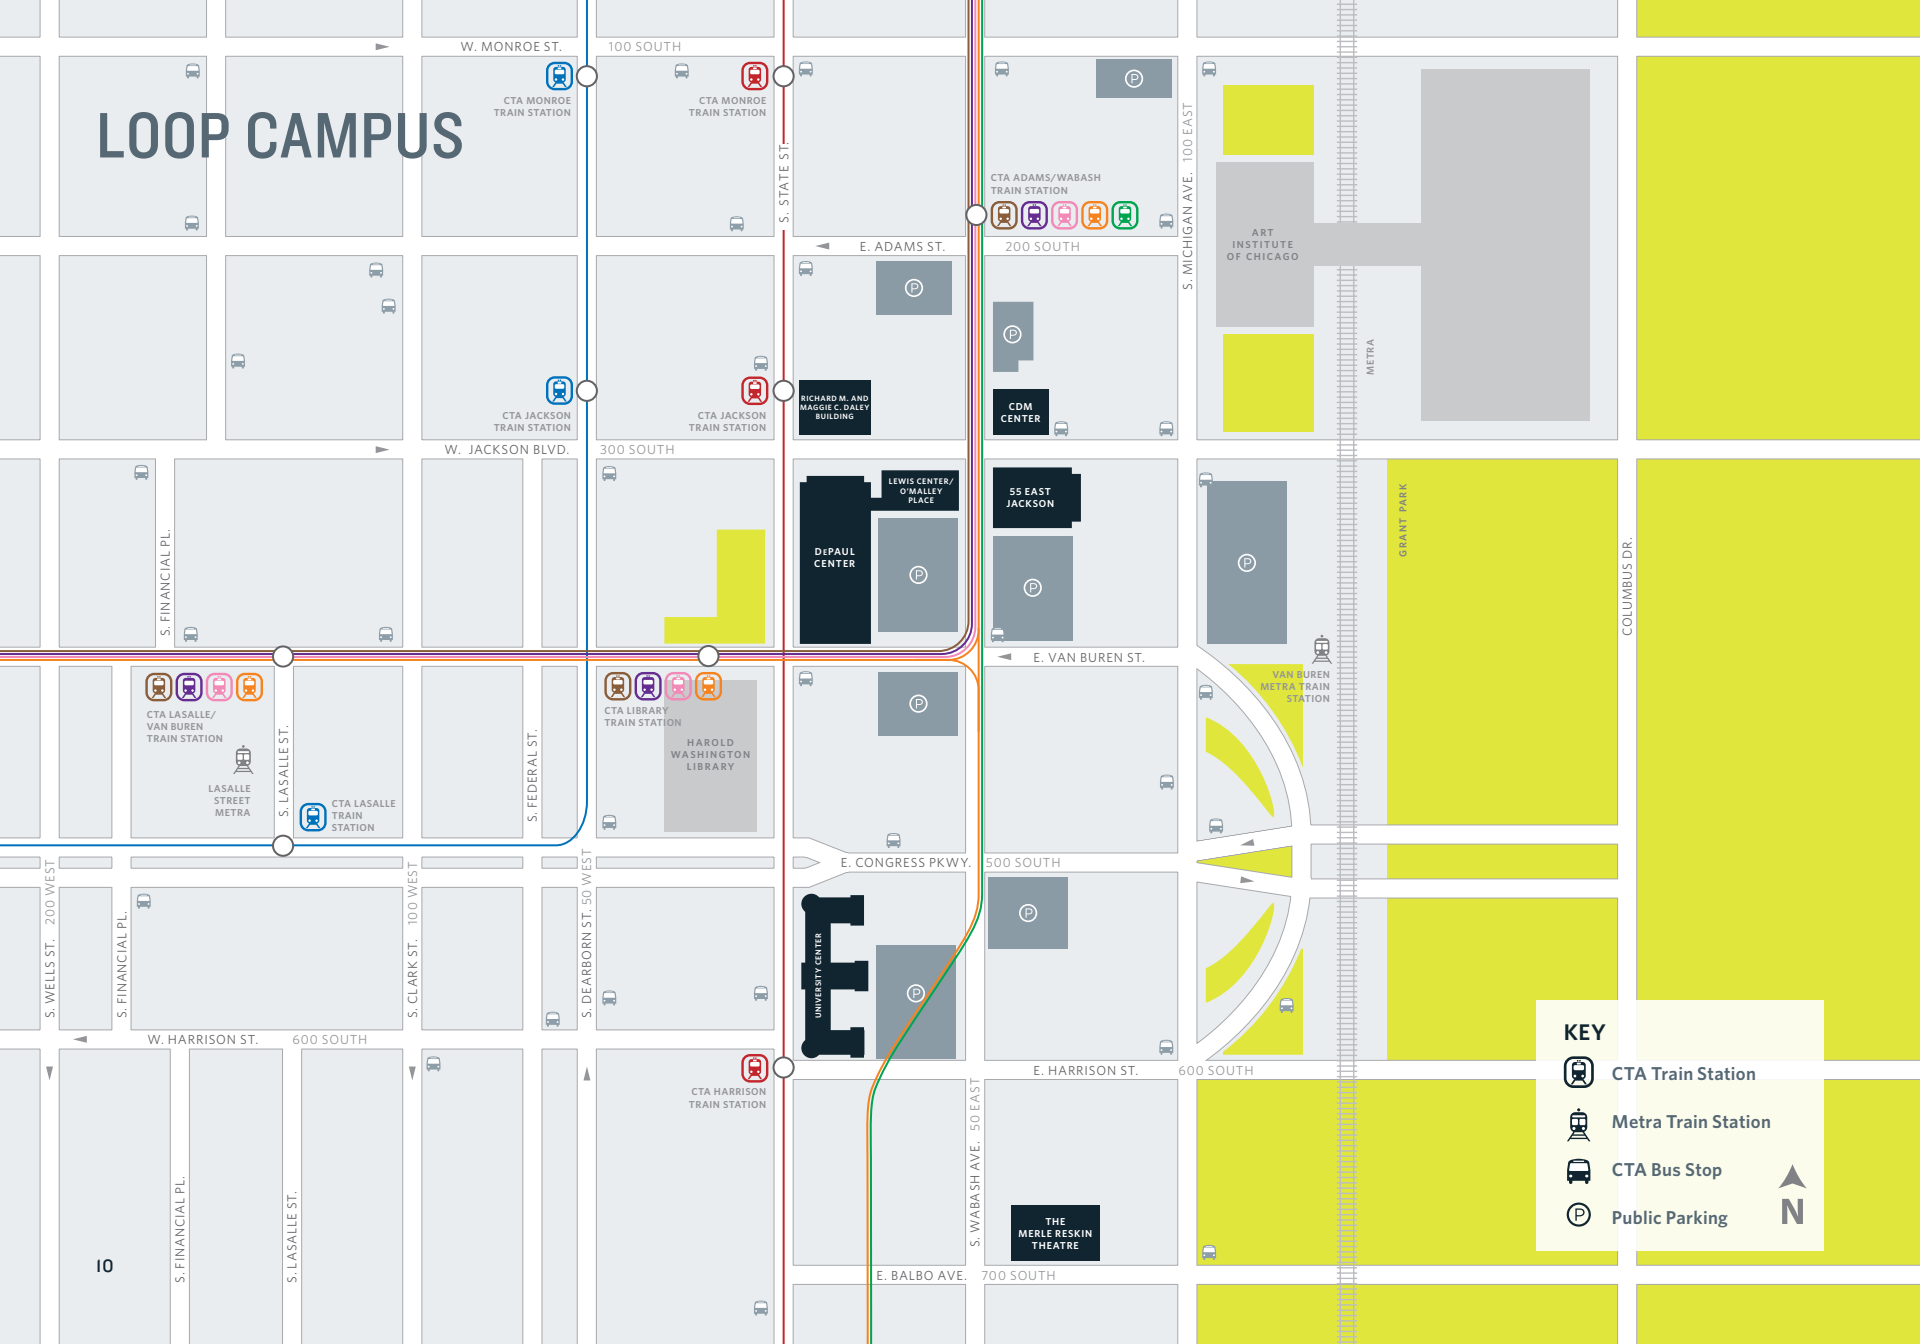 W. MONROE ST. 100 SOUTH
LOOP CAMPUS
CTA MONROE
TRAIN STATION
CTA MONROE
TRAIN STATION
P
S. STATE ST.
S. MICHIGAN AVE. 100 EAST
CTA ADAMS/WABASH
TRAIN STATION
E. ADAMS ST. 200 SOUTH
ART
INSTITUTE
OF CHICAGO
P
P
METRA
CTA JACKSON
TRAIN STATION
CTA JACKSON
TRAIN STATION
RICHARD M. AND
MAGGIE C. DALEY
BUILDING
CDM
CENTER
W. JACKSON BLVD. 300 SOUTH
S. FINANCIAL PL.
LEWIS CENTER/
O'MALLEY
PLACE
DEPAUL
CENTER
P
55 EAST
JACKSON
P
P
GRANT PARK
COLUMBUS DR.
E. VAN BUREN ST.
VAN BUREN
METRA TRAIN
STATION
CTA LASALLE/
VAN BUREN
TRAIN STATION
LASALLE
STREET
METRA
S. LASALLE ST.
CTA LASALLE
TRAIN
STATION
S. FEDERAL ST.
CTA LIBRARY
TRAIN STATION
HAROLD
WASHINGTON
LIBRARY
P
E. CONGRESS PKWY. 500 SOUTH
S. WELLS ST. 200 WEST
S. FINANCIAL PL.
S. CLARK ST. 100 WEST
S. DEARBORN ST. 50 WEST
UNIVERSITY CENTER
P
P
W. HARRISON ST. 600 SOUTH
CTA HARRISON
TRAIN STATION
E. HARRISON ST. 600 SOUTH
S. WABASH AVE. 50 EAST
S. FINANCIAL PL.
S. LASALLE ST.
THE
MERLE RESKIN
THEATRE
E. BALBO AVE. 700 SOUTH
10
KEY
CTA Train Station
Metra Train Station
CTA Bus Stop
P Public Parking
N